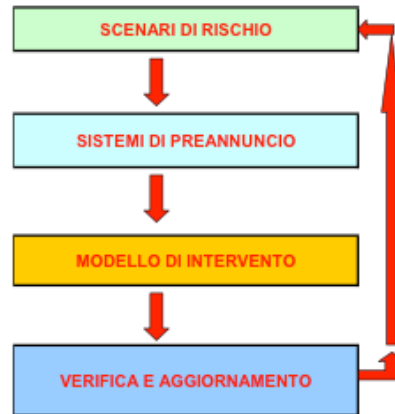 SCENARI DI RISCHIO
SISTEMI DI PREANNUNCIO
MODELLO DI INTERVENTO
VERIFICA E AGGIORNAMENTO